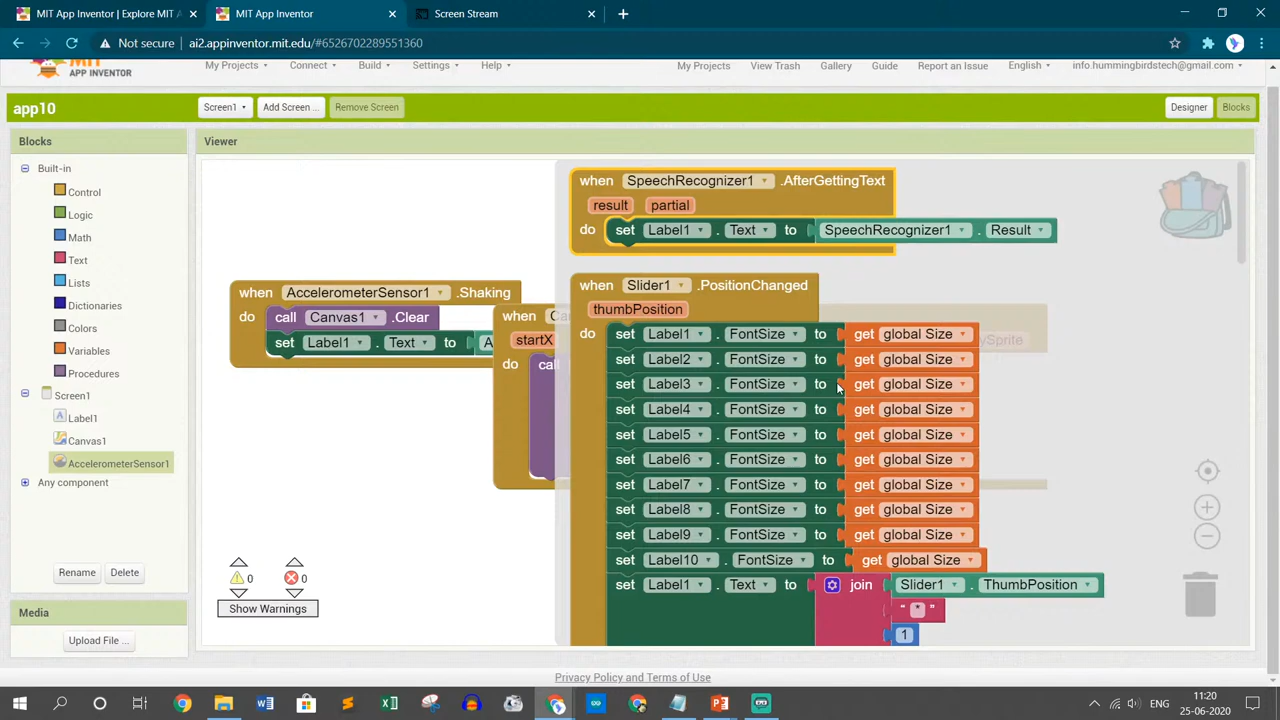 MIT App Inventor | Explore MIT A
MIT App Inventor
Screen Stream
Not secure
ai2.appinventor.mit.edu/#6526702289551360
MIT
APP INVENTOR
My Projects
Connect
Build
Settings
Help
My Projects
View Trash
Gallery
Guide
Report an Issue
English
info.hummingbirdstech@gmail.com
app10
Screen1
Add Screen ...
Remove Screen
Designer
Blocks
Blocks
Viewer
Built-in
Control
Logic
Math
Text
Lists
Dictionaries
Colors
Variables
Procedures
Screen1
Label1
Canvas1
AccelerometerSensor1
Any component
Rename
Delete
Media
Upload File ...
when AccelerometerSensor1 .Shaking
do call Canvas1 .Clear
set Label1 . Text to
when
startX
do call
when SpeechRecognizer1 .AfterGettingText
result partial
do set Label1 . Text to SpeechRecognizer1 . Result
when Slider1 .PositionChanged
thumbPosition
do set Label1 . FontSize to get global Size
set Label2 . FontSize to get global Size
set Label3 . FontSize to get global Size
set Label4 . FontSize to get global Size
set Label5 . FontSize to get global Size
set Label6 . FontSize to get global Size
set Label7 . FontSize to get global Size
set Label8 . FontSize to get global Size
set Label9 . FontSize to get global Size
set Label10 . FontSize to get global Size
set Label1 . Text to join Slider1 . ThumbPosition
" * "
1
0
0
Show Warnings
Privacy Policy and Terms of Use
ENG
11:20
25-06-2020